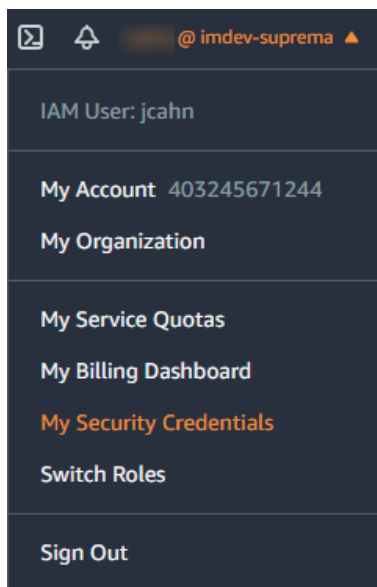 @ imdev-suprema
IAM User: jcahn
My Account 403245671244
My Organization
My Service Quotas
My Billing Dashboard
My Security Credentials
Switch Roles
Sign Out